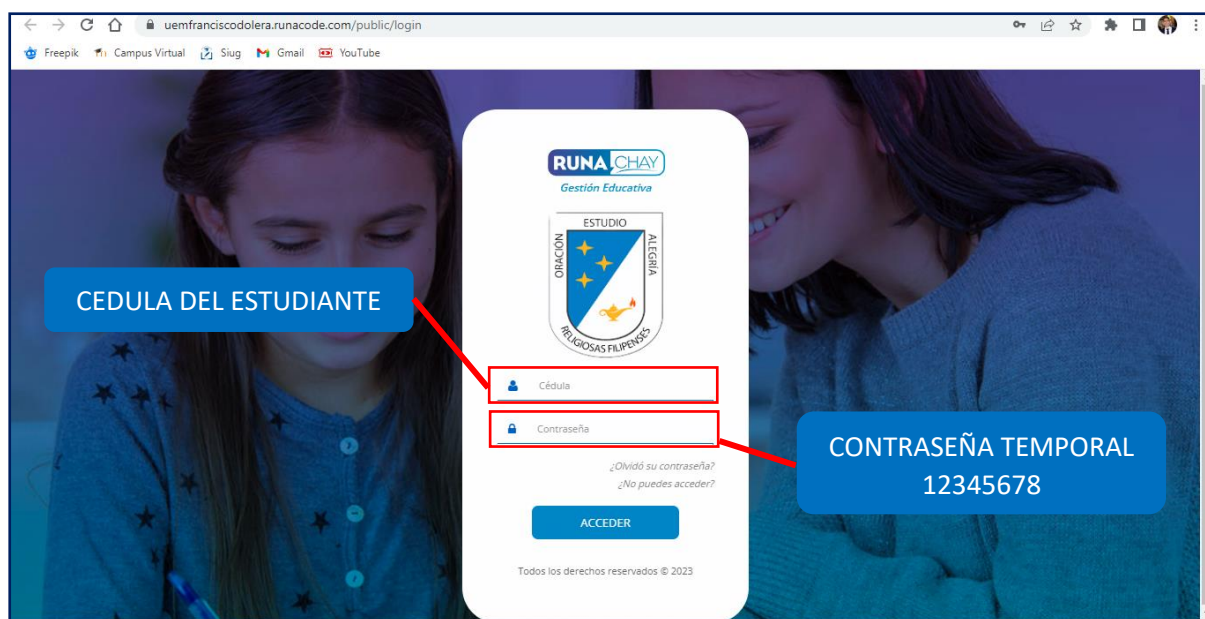 uemfranciscodolera.runacode.com/public/login
Freepik Campus Virtual Siug Gmail YouTube
RUNA CHAY
Gestión Educativa
ESTUDIO
ORACION
ALEGRÍA
RELIGIOSAS FILIPENSES
CEDULA DEL ESTUDIANTE
Cédula
Contraseña
CONTRASEÑA TEMPORAL
12345678
¿Olvidó su contraseña?
¿No puedes acceder?
ACCEDER
Todos los derechos reservados © 2023